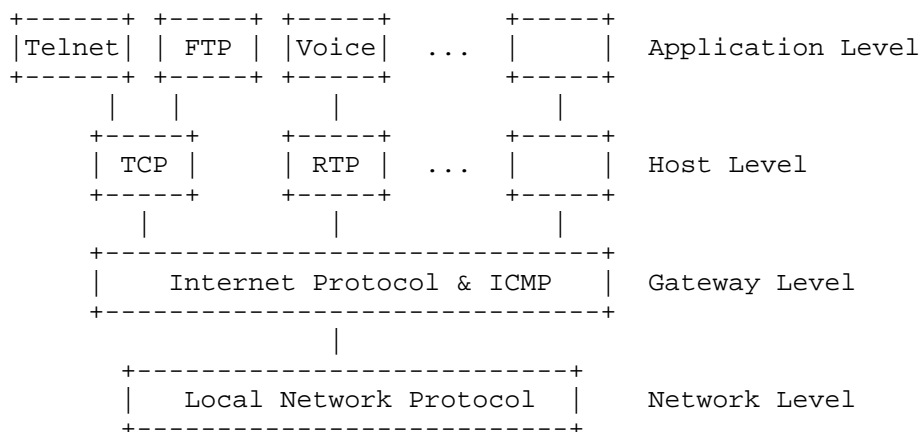 +------+ +-----+ +-----+       +-----+
|Telnet| | FTP | |Voice|  ...  |     |  Application Level
+------+ +-----+ +-----+       +-----+
      |   |         |             |
     +-----+     +-----+       +-----+
     | TCP |     | RTP |  ...  |     |  Host Level
     +-----+     +-----+       +-----+
        |           |             |
     +-------------------------------+
     |    Internet Protocol & ICMP   |  Gateway Level
     +-------------------------------+
                    |
       +---------------------------+
       |   Local Network Protocol  |    Network Level
       +---------------------------+